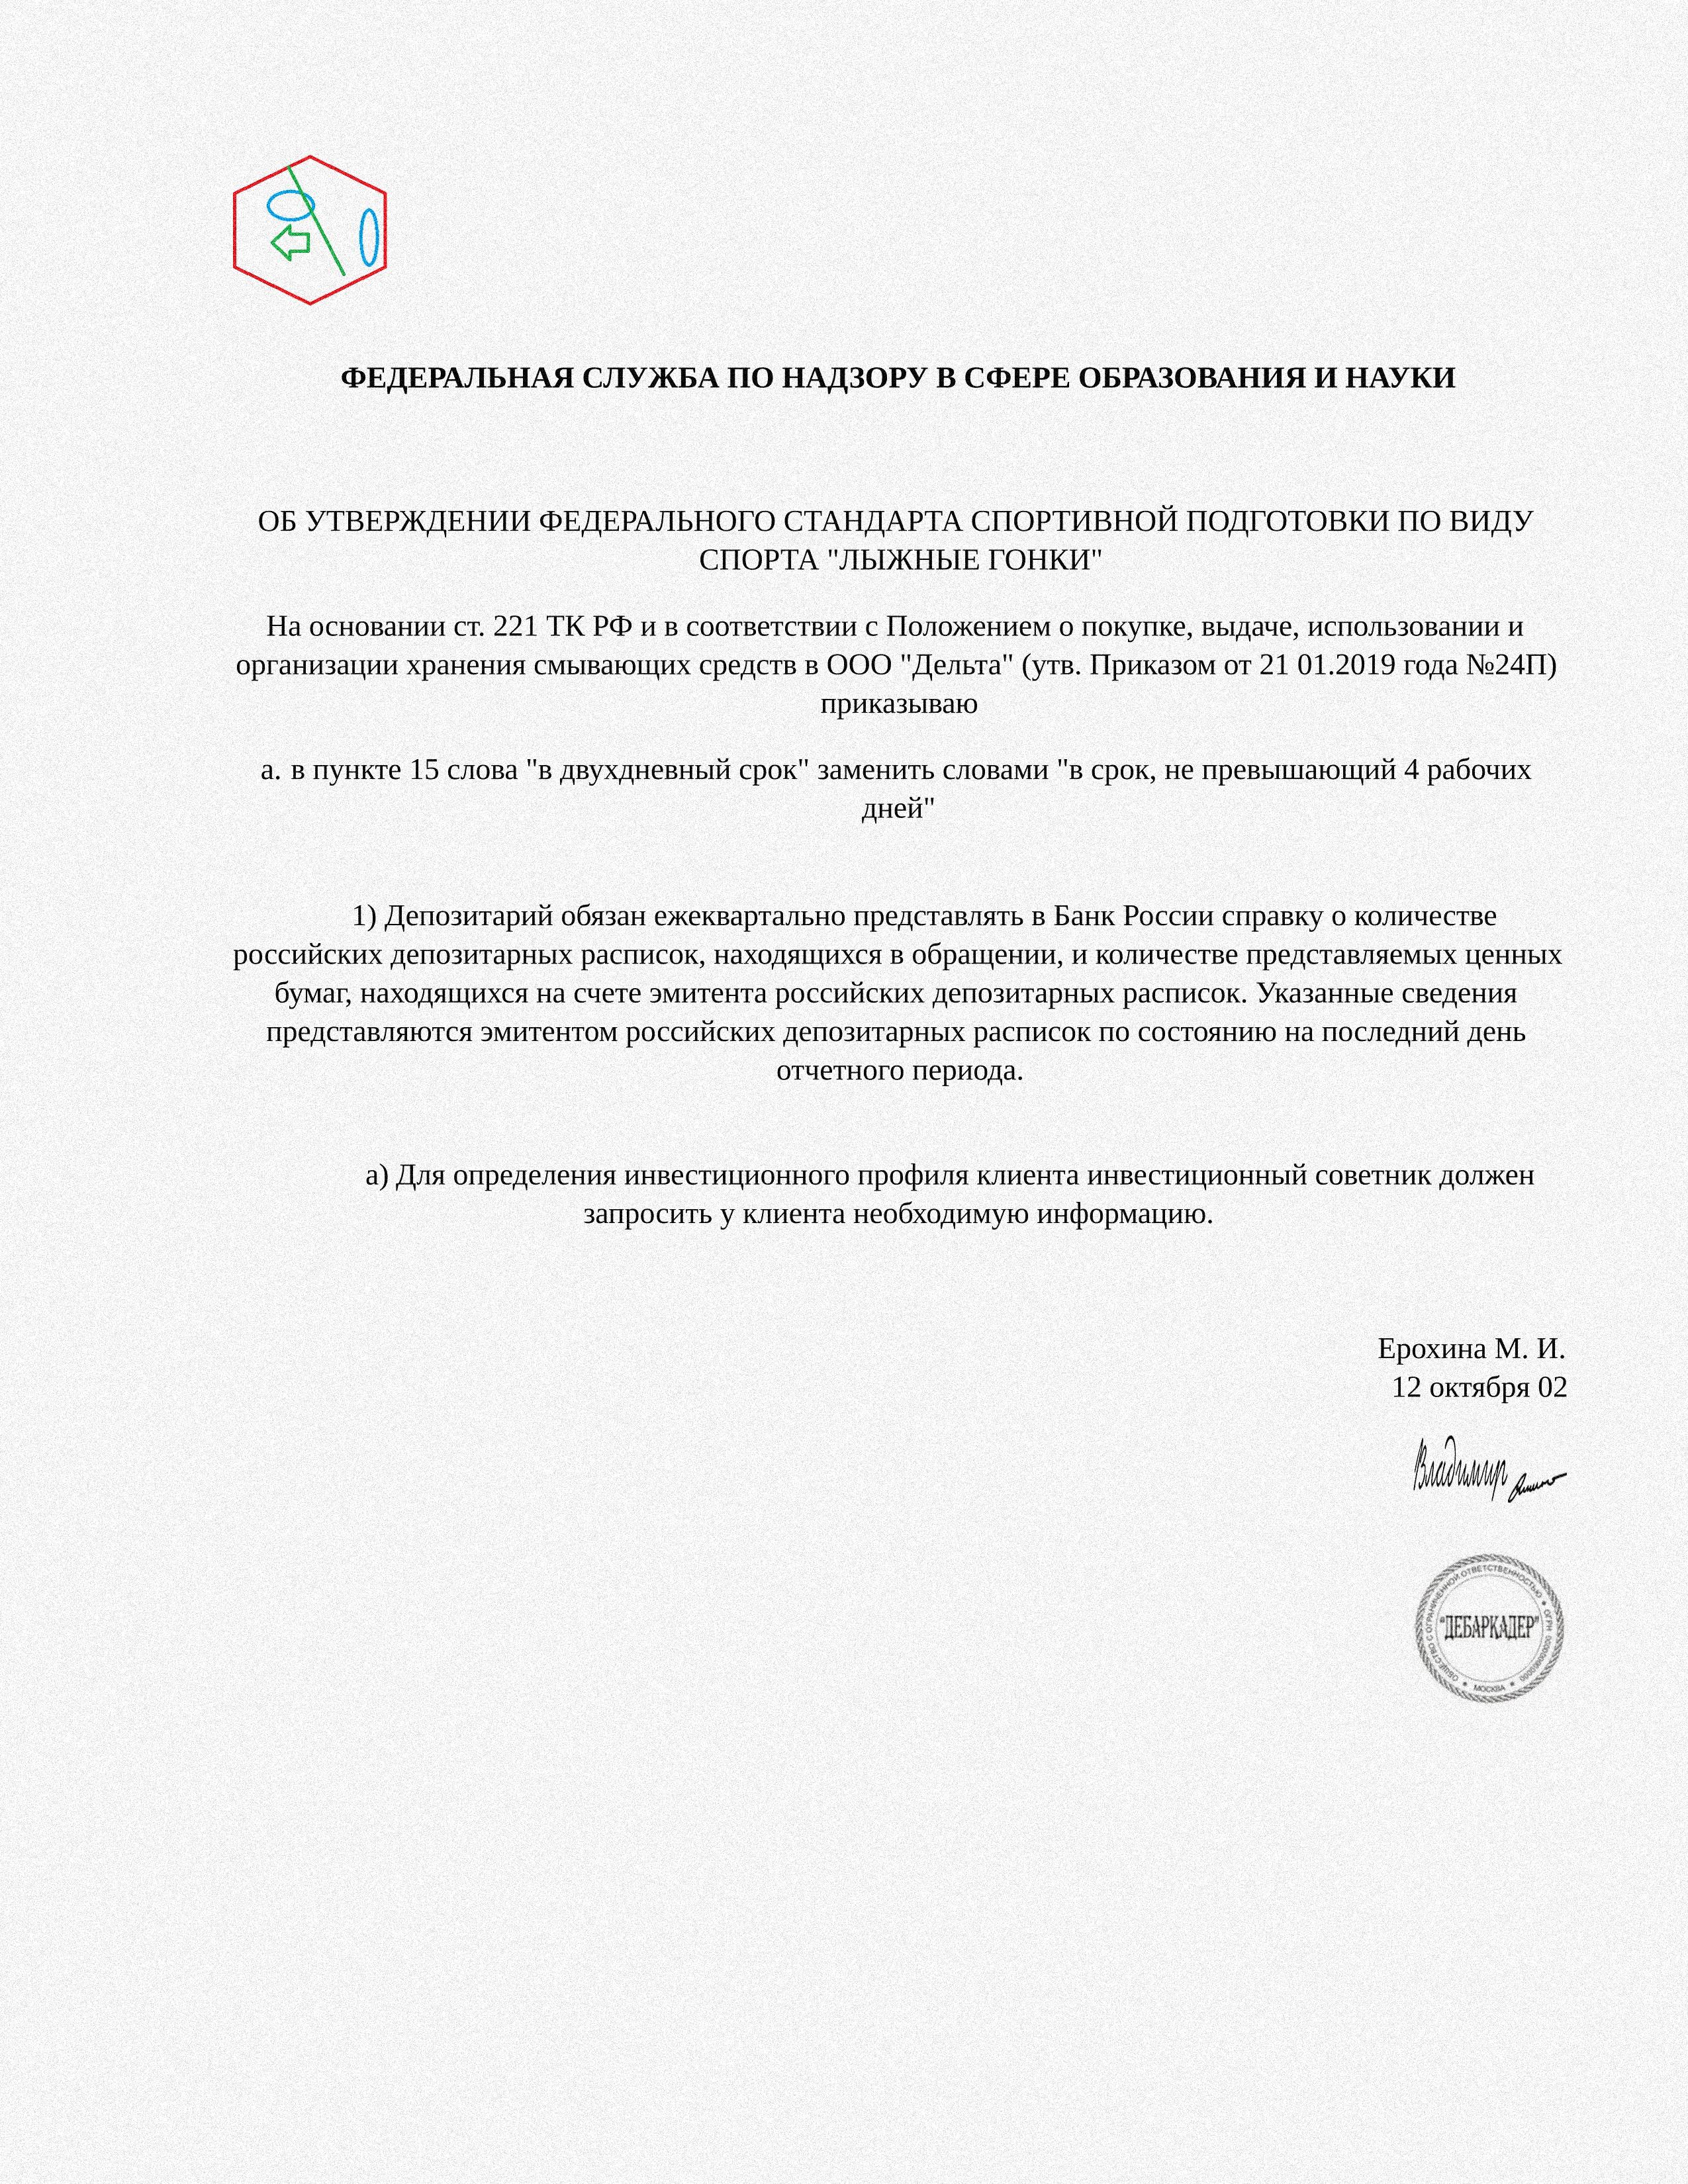 ФЕДЕРАЛЬНАЯ СЛУЖБА ПО НАДЗОРУ В СФЕРЕ ОБРАЗОВАНИЯ И НАУКИ
ОБ УТВЕРЖДЕНИИ ФЕДЕРАЛЬНОГО СТАНДАРТА СПОРТИВНОЙ ПОДГОТОВКИ ПО ВИДУ
СПОРТА "ЛЫЖНЫЕ ГОНКИ"
На основании ст. 221 ТК РФ и в соответствии с Положением о покупке, выдаче, использовании и
организации хранения смывающих средств в ООО "Дельта" (утв. Приказом от 21 01.2019 года №24П)
приказываю
а. в пункте 15 слова "в двухдневный срок" заменить словами "в срок, не превышающий 4 рабочих
дней"
1) Депозитарий обязан ежеквартально представлять в Банк России справку о количестве
российских депозитарных расписок, находящихся в обращении, и количестве представляемых ценных
бумаг, находящихся на счете эмитента российских депозитарных расписок. Указанные сведения
представляются эмитентом российских депозитарных расписок по состоянию на последний день
отчетного периода.
а) Для определения инвестиционного профиля клиента инвестиционный советник должен
запросить у клиента необходимую информацию.
Ерохина М. И.
12 октября 02
Владимир
ОБЩЕСТВО С ОГРАНИЧЕННОЙ ОТВЕТСТВЕННОСТЬЮ * ОГРН
"ДЕБАРКАДЕР"
* МОСКВА *